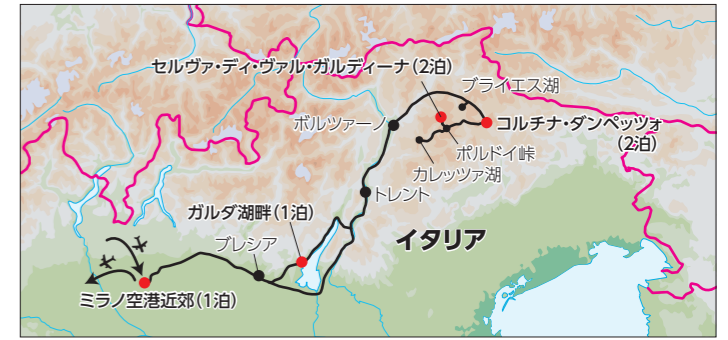 セルヴァ・ディ・ヴァル・ガルディーナ(2泊)
ブライエス湖
ボルツァーノ
コルチナ・ダンペッツォ
(2泊)
ポルドイ峠
カレッツァ湖
トレント
ガルダ湖畔(1泊)
イタリア
ブレシア
ミラノ空港近郊(1泊)